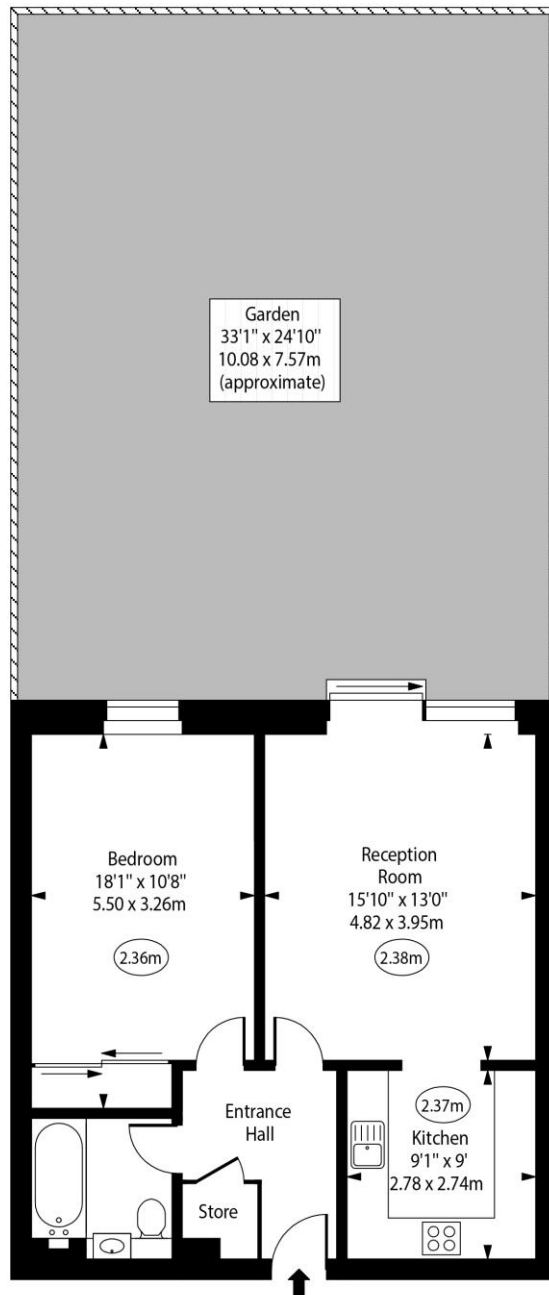 Garden
33'1" x 24'10"
10.08 x 7.57m
(approximate)
Bedroom
18'1" x 10'8"
5.50 x 3.26m
2.36m
Reception
Room
15'10" x 13'0"
4.82 x 3.95m
2.38m
Entrance
Hall
Store
2.37m
Kitchen
9'1" x 9'
2.78 x 2.74m